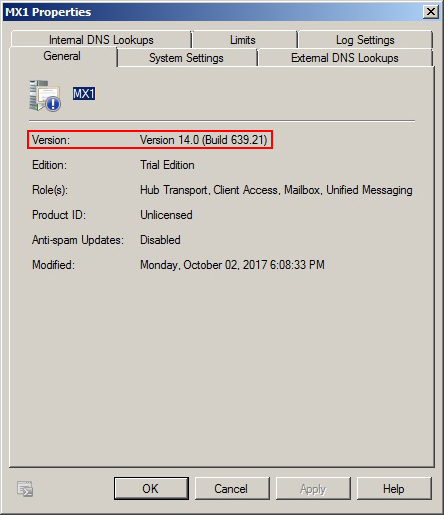 MX1 Properties
Internal DNS Lookups Limits Log Settings
General System Settings External DNS Lookups
MX1
Version: Version 14.0 (Build 639.21)
Edition: Trial Edition
Role(s): Hub Transport, Client Access, Mailbox, Unified Messaging
Product ID: Unlicensed
Anti-spam Updates: Disabled
Modified: Monday, October 02, 2017 6:08:33 PM
OK Cancel Apply Help